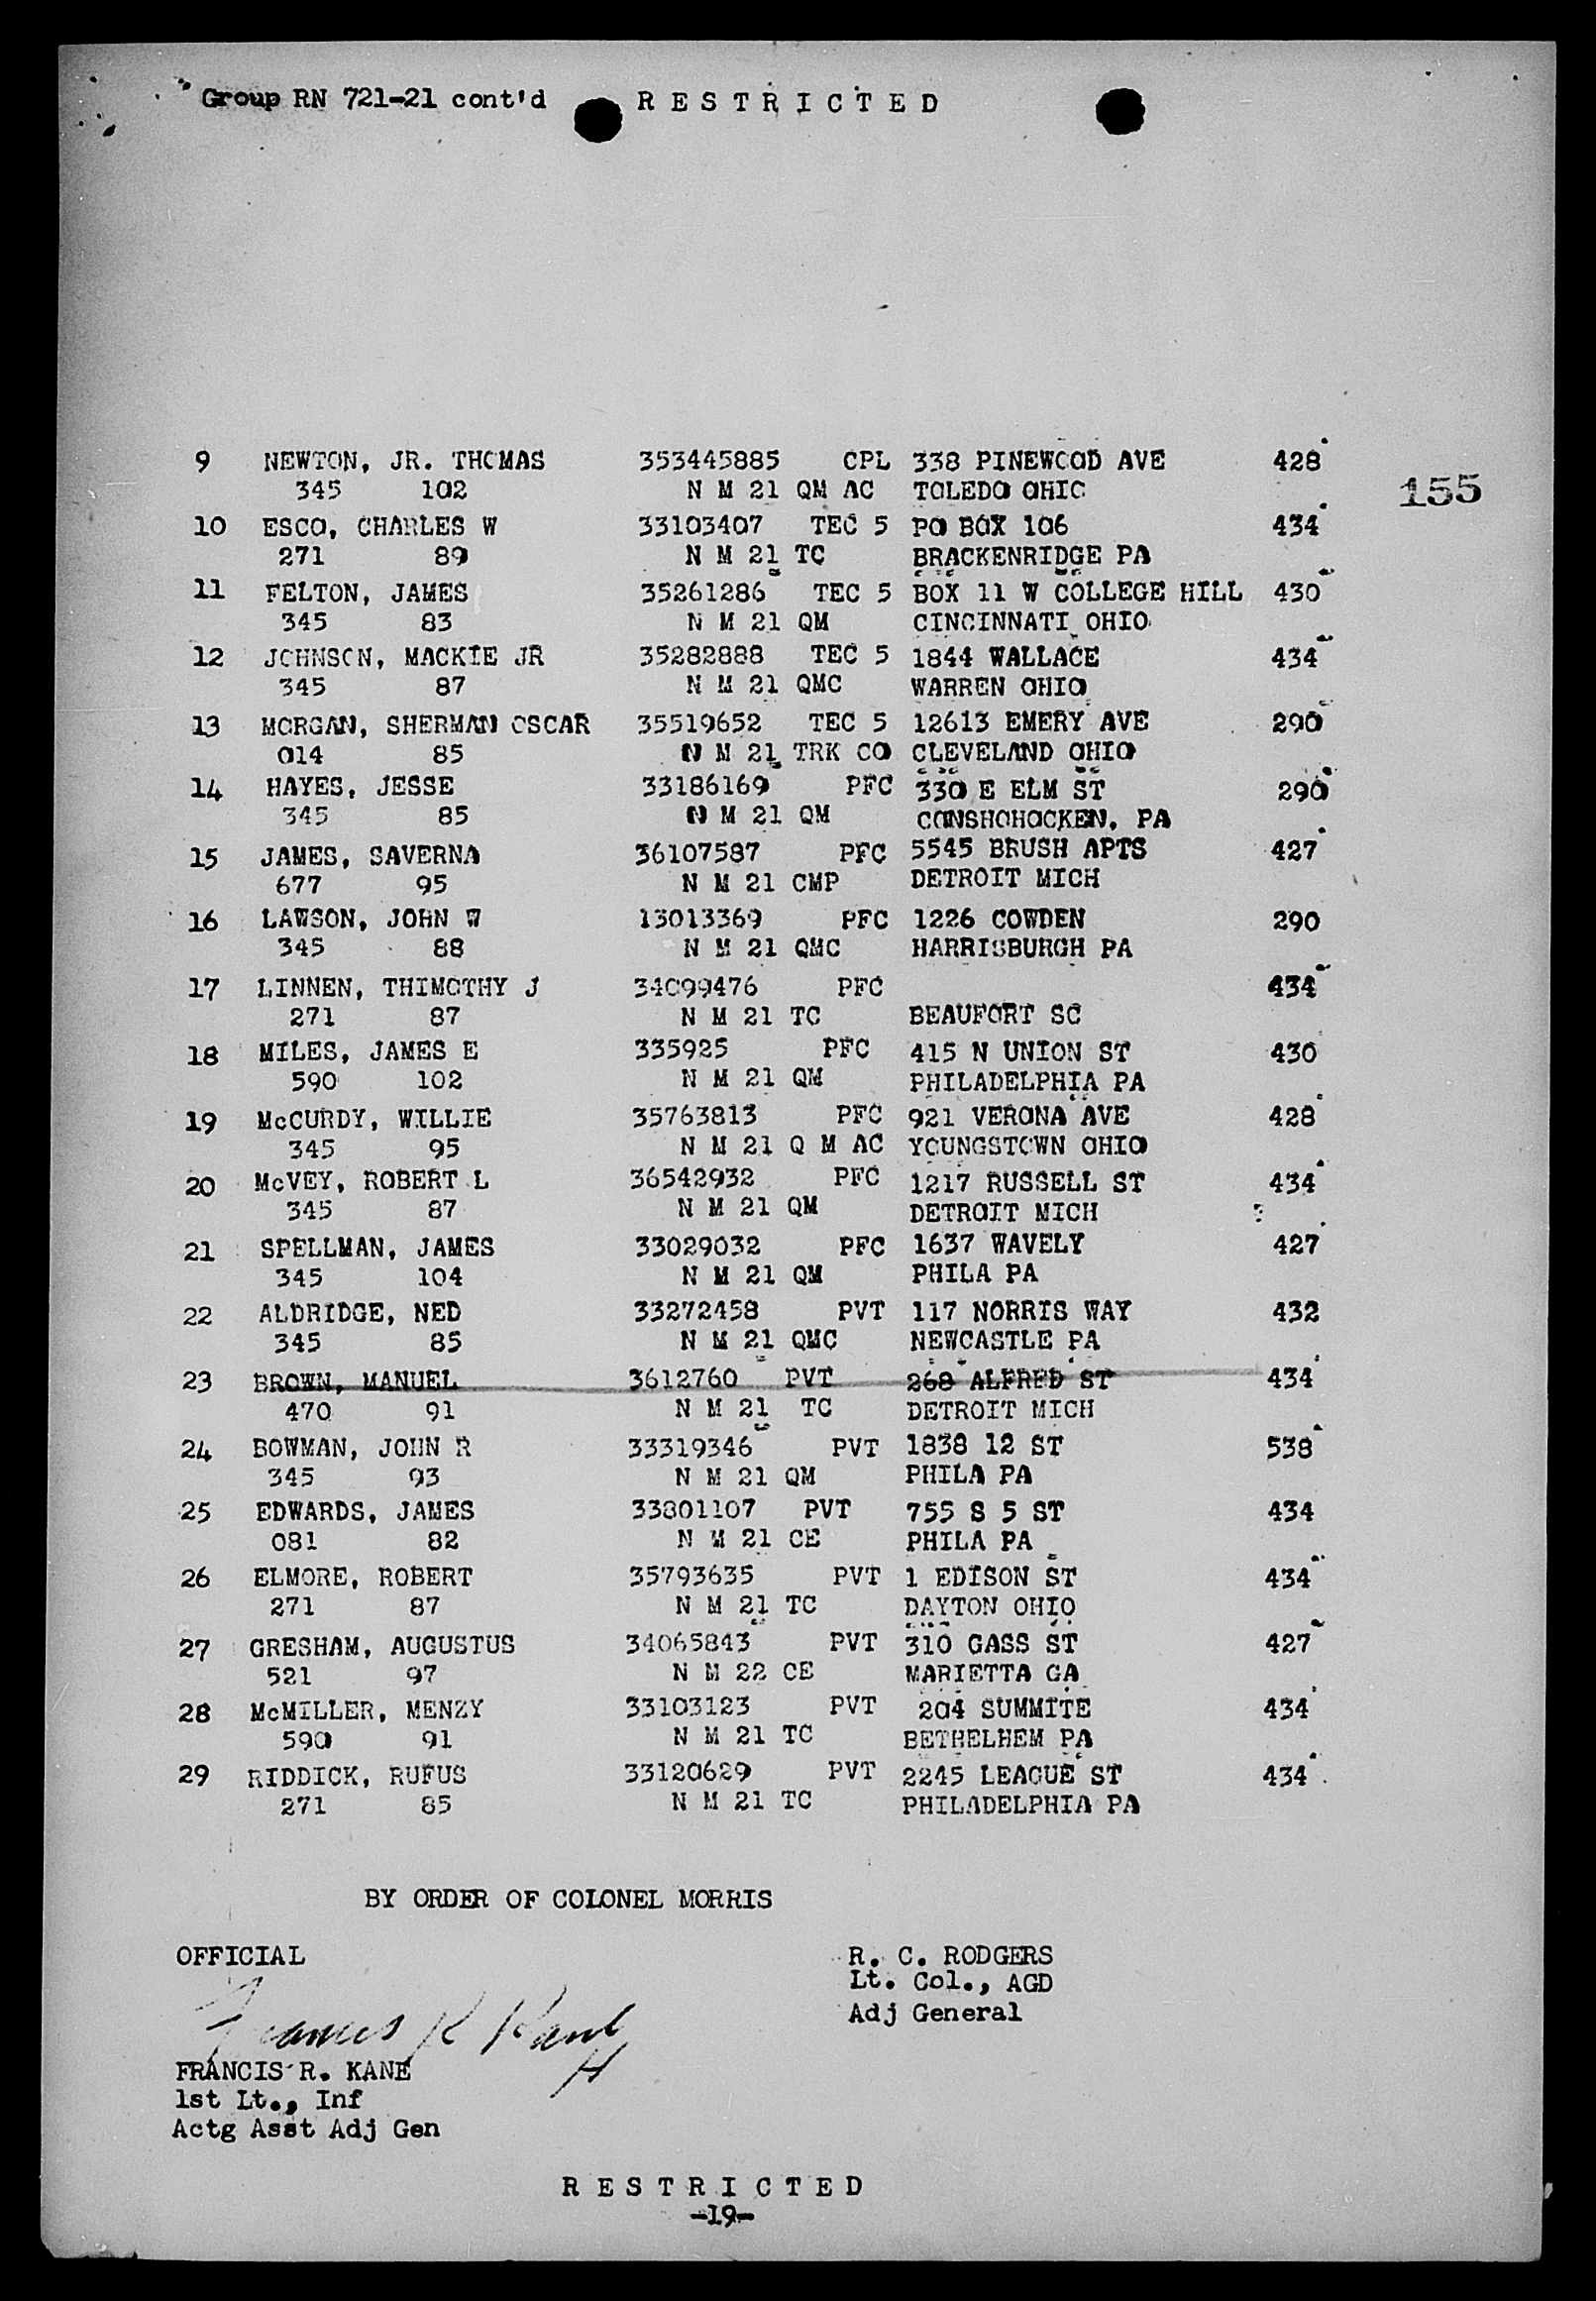 Group RN 721-21 cont'd R E S T R I C T E D
9 NEWTON, JR. THOMAS 353445885 CPL 338 PINEWOOD AVE 428
345 102 N M 21 QM AC TOLEDO OHIO
155
10 ESCO, CHARLES W 33103407 TEC 5 PO BOX 106 434
271 89 N M 21 TC BRACKENRIDGE PA
11 FELTON, JAMES 35261286 TEC 5 BOX 11 W COLLEGE HILL 430
345 83 N M 21 QM CINCINNATI OHIO
12 JOHNSON, MACKIE JR 35282888 TEC 5 1844 WALLACE 434
345 87 N M 21 QMC WARREN OHIO
13 MORGAN, SHERMAN OSCAR 35519652 TEC 5 12613 EMERY AVE 290
014 85 N M 21 TRK CO CLEVELAND OHIO
14 HAYES, JESSE 33186169 PFC 330 E ELM ST 290
345 85 N M 21 QM CONSHOHOCKEN, PA
15 JAMES, SAVERNA 36107587 PFC 5545 BRUSH APTS 427
677 95 N M 21 CMP DETROIT MICH
16 LAWSON, JOHN W 13013369 PFC 1226 COWDEN 290
345 88 N M 21 QMC HARRISBURGH PA
17 LINNEN, THIMOTHY J 34099476 PFC 434
271 87 N M 21 TC BEAUFORT SC
18 MILES, JAMES E 335925 PFC 415 N UNION ST 430
590 102 N M 21 QM PHILADELPHIA PA
19 McCURDY, WILLIE 35763813 PFC 921 VERONA AVE 428
345 95 N M 21 Q M AC YOUNGSTOWN OHIO
20 McVEY, ROBERT L 36542932 PFC 1217 RUSSELL ST 434
345 87 N M 21 QM DETROIT MICH
21 SPELLMAN, JAMES 33029032 PFC 1637 WAVELY 427
345 104 N M 21 QM PHILA PA
22 ALDRIDGE, NED 33272458 PVT 117 NORRIS WAY 432
345 85 N M 21 QMC NEWCASTLE PA
23 BROWN, MANUEL 3612760 PVT 268 ALFRED ST 434
470 91 N M 21 TC DETROIT MICH
24 BOWMAN, JOHN R 33319346 PVT 1838 12 ST 538
345 93 N M 21 QM PHILA PA
25 EDWARDS, JAMES 33801107 PVT 755 S 5 ST 434
081 82 N M 21 CE PHILA PA
26 ELMORE, ROBERT 35793635 PVT 1 EDISON ST 434
271 87 N M 21 TC DAYTON OHIO
27 GRESHAM, AUGUSTUS 34065843 PVT 310 GASS ST 427
521 97 N M 22 CE MARIETTA GA
28 McMILLER, MENZY 33103123 PVT 204 SUMMITE 434
590 91 N M 21 TC BETHELHEM PA
29 RIDDICK, RUFUS 33120629 PVT 2245 LEAGUE ST 434
271 85 N M 21 TC PHILADELPHIA PA
BY ORDER OF COLONEL MORRIS
OFFICIAL R. C. RODGERS
Lt. Col., AGD
Adj General
Francis R Kane
H
FRANCIS R. KANE
1st Lt., Inf
Actg Asst Adj Gen
R E S T R I C T E D
-19-